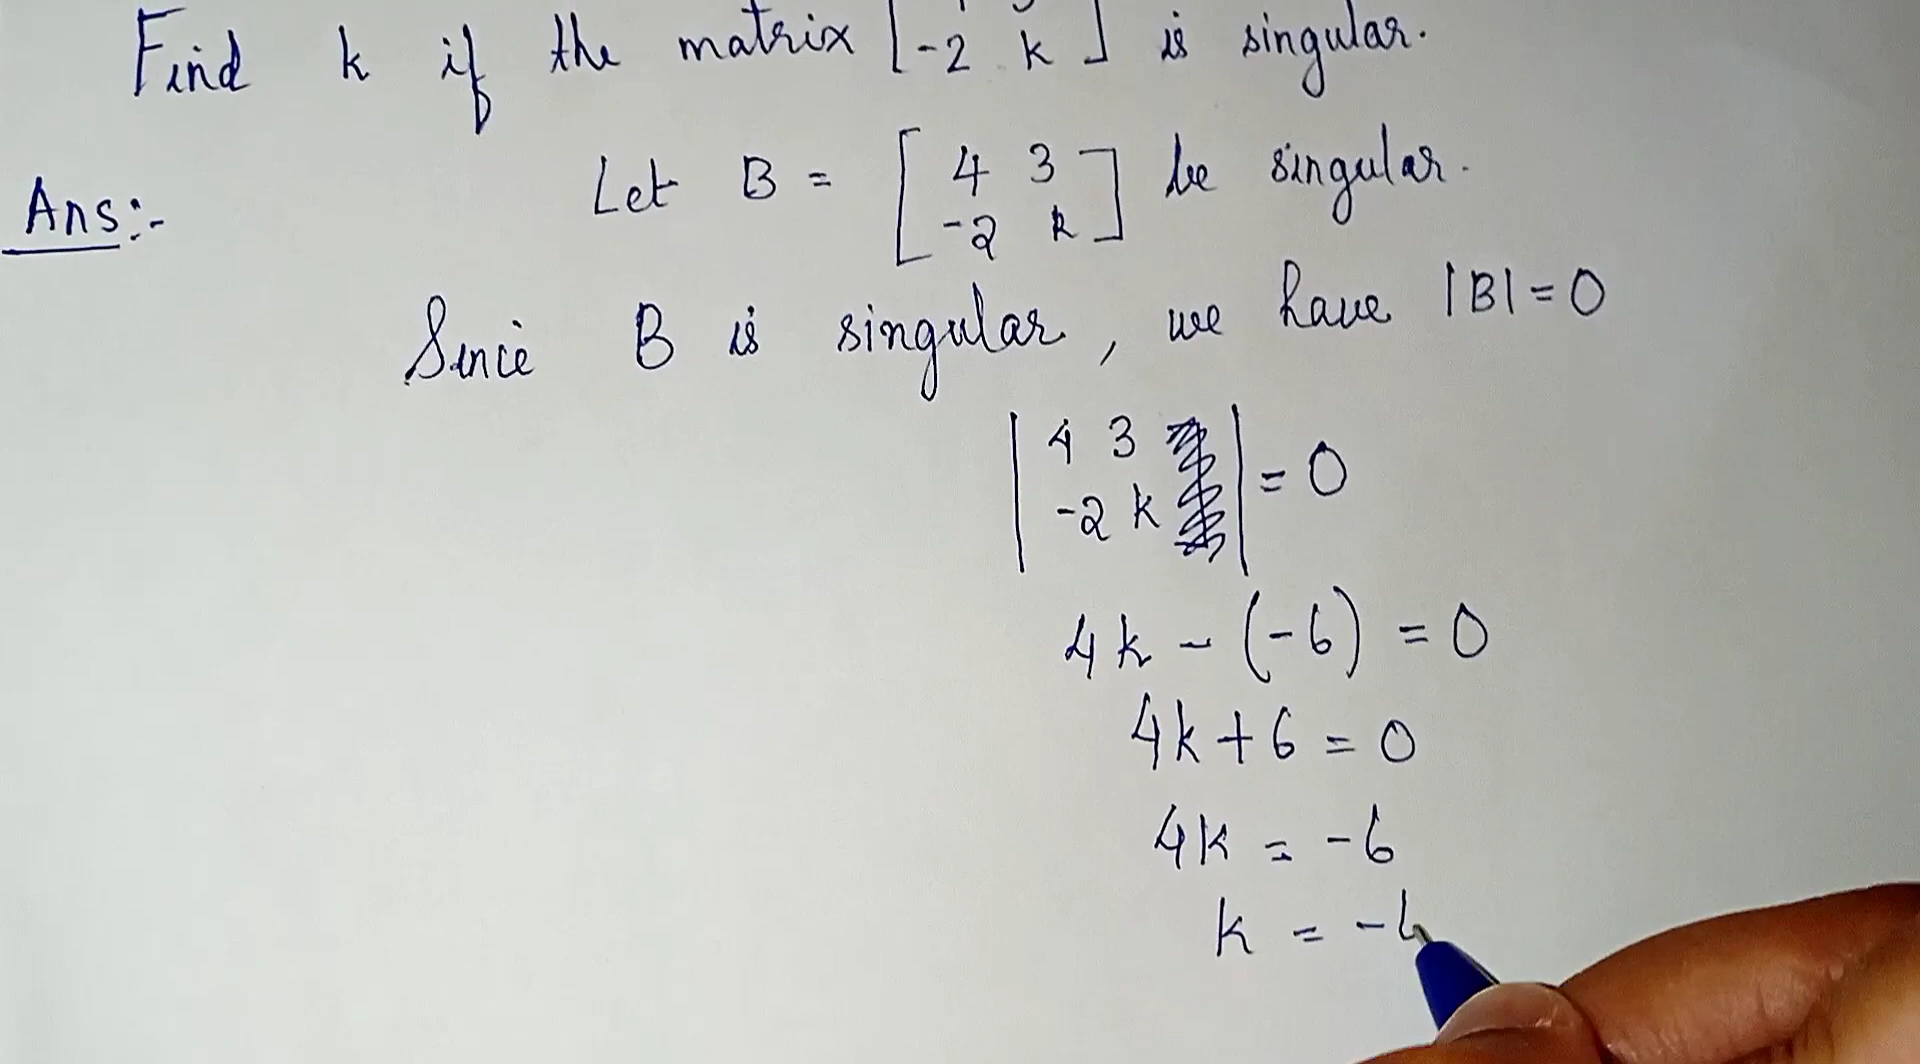 Find k if the matrix [ -2 k ] is singular.
Let B = [ 4 3
Ans:- -2 k ] be singular.
Since B is singular, we have |B| = 0
| 4 3
-2 k | = 0
4k - (-6) = 0
4k + 6 = 0
4k = -6
k = -